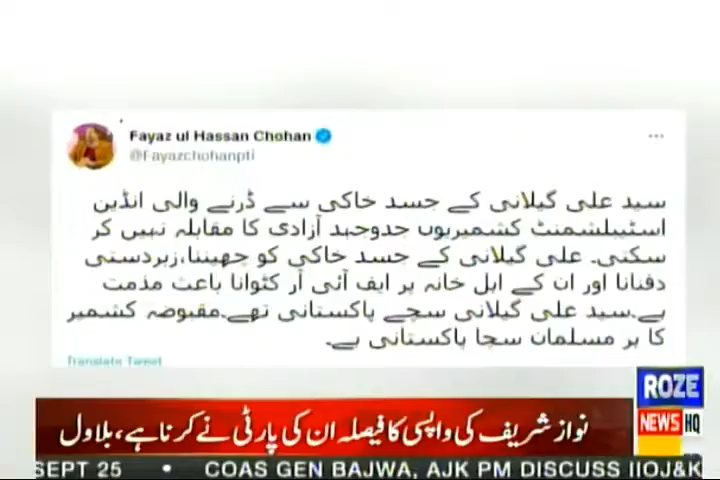 Fayaz ul Hassan Chohan
@Fayazchohanpti
سید علی گیلانی کے جسد خاکی سے ڈرنے والی انڈین
اسٹیبلشمنٹ کشمیریوں جدوجہد آزادی کا مقابلہ نہیں کر
سکتی۔ علی گیلانی کے جسد خاکی کو چھیننا،زبردستی
دفنانا اور ان کے اہل خانہ پر ایف آئی آر کٹوانا باعث مذمت
ہے۔سید علی گیلانی سچے پاکستانی تھے۔مقبوضہ کشمیر
کا ہر مسلمان سچا پاکستانی ہے۔
Translate Tweet
ROZE
NEWS HQ
نواز شریف کی واپسی کا فیصلہ ان کی پارٹی نے کرنا ہے، بلاول
SEPT 25 • COAS GEN BAJWA, AJK PM DISCUSS IIOJ&K